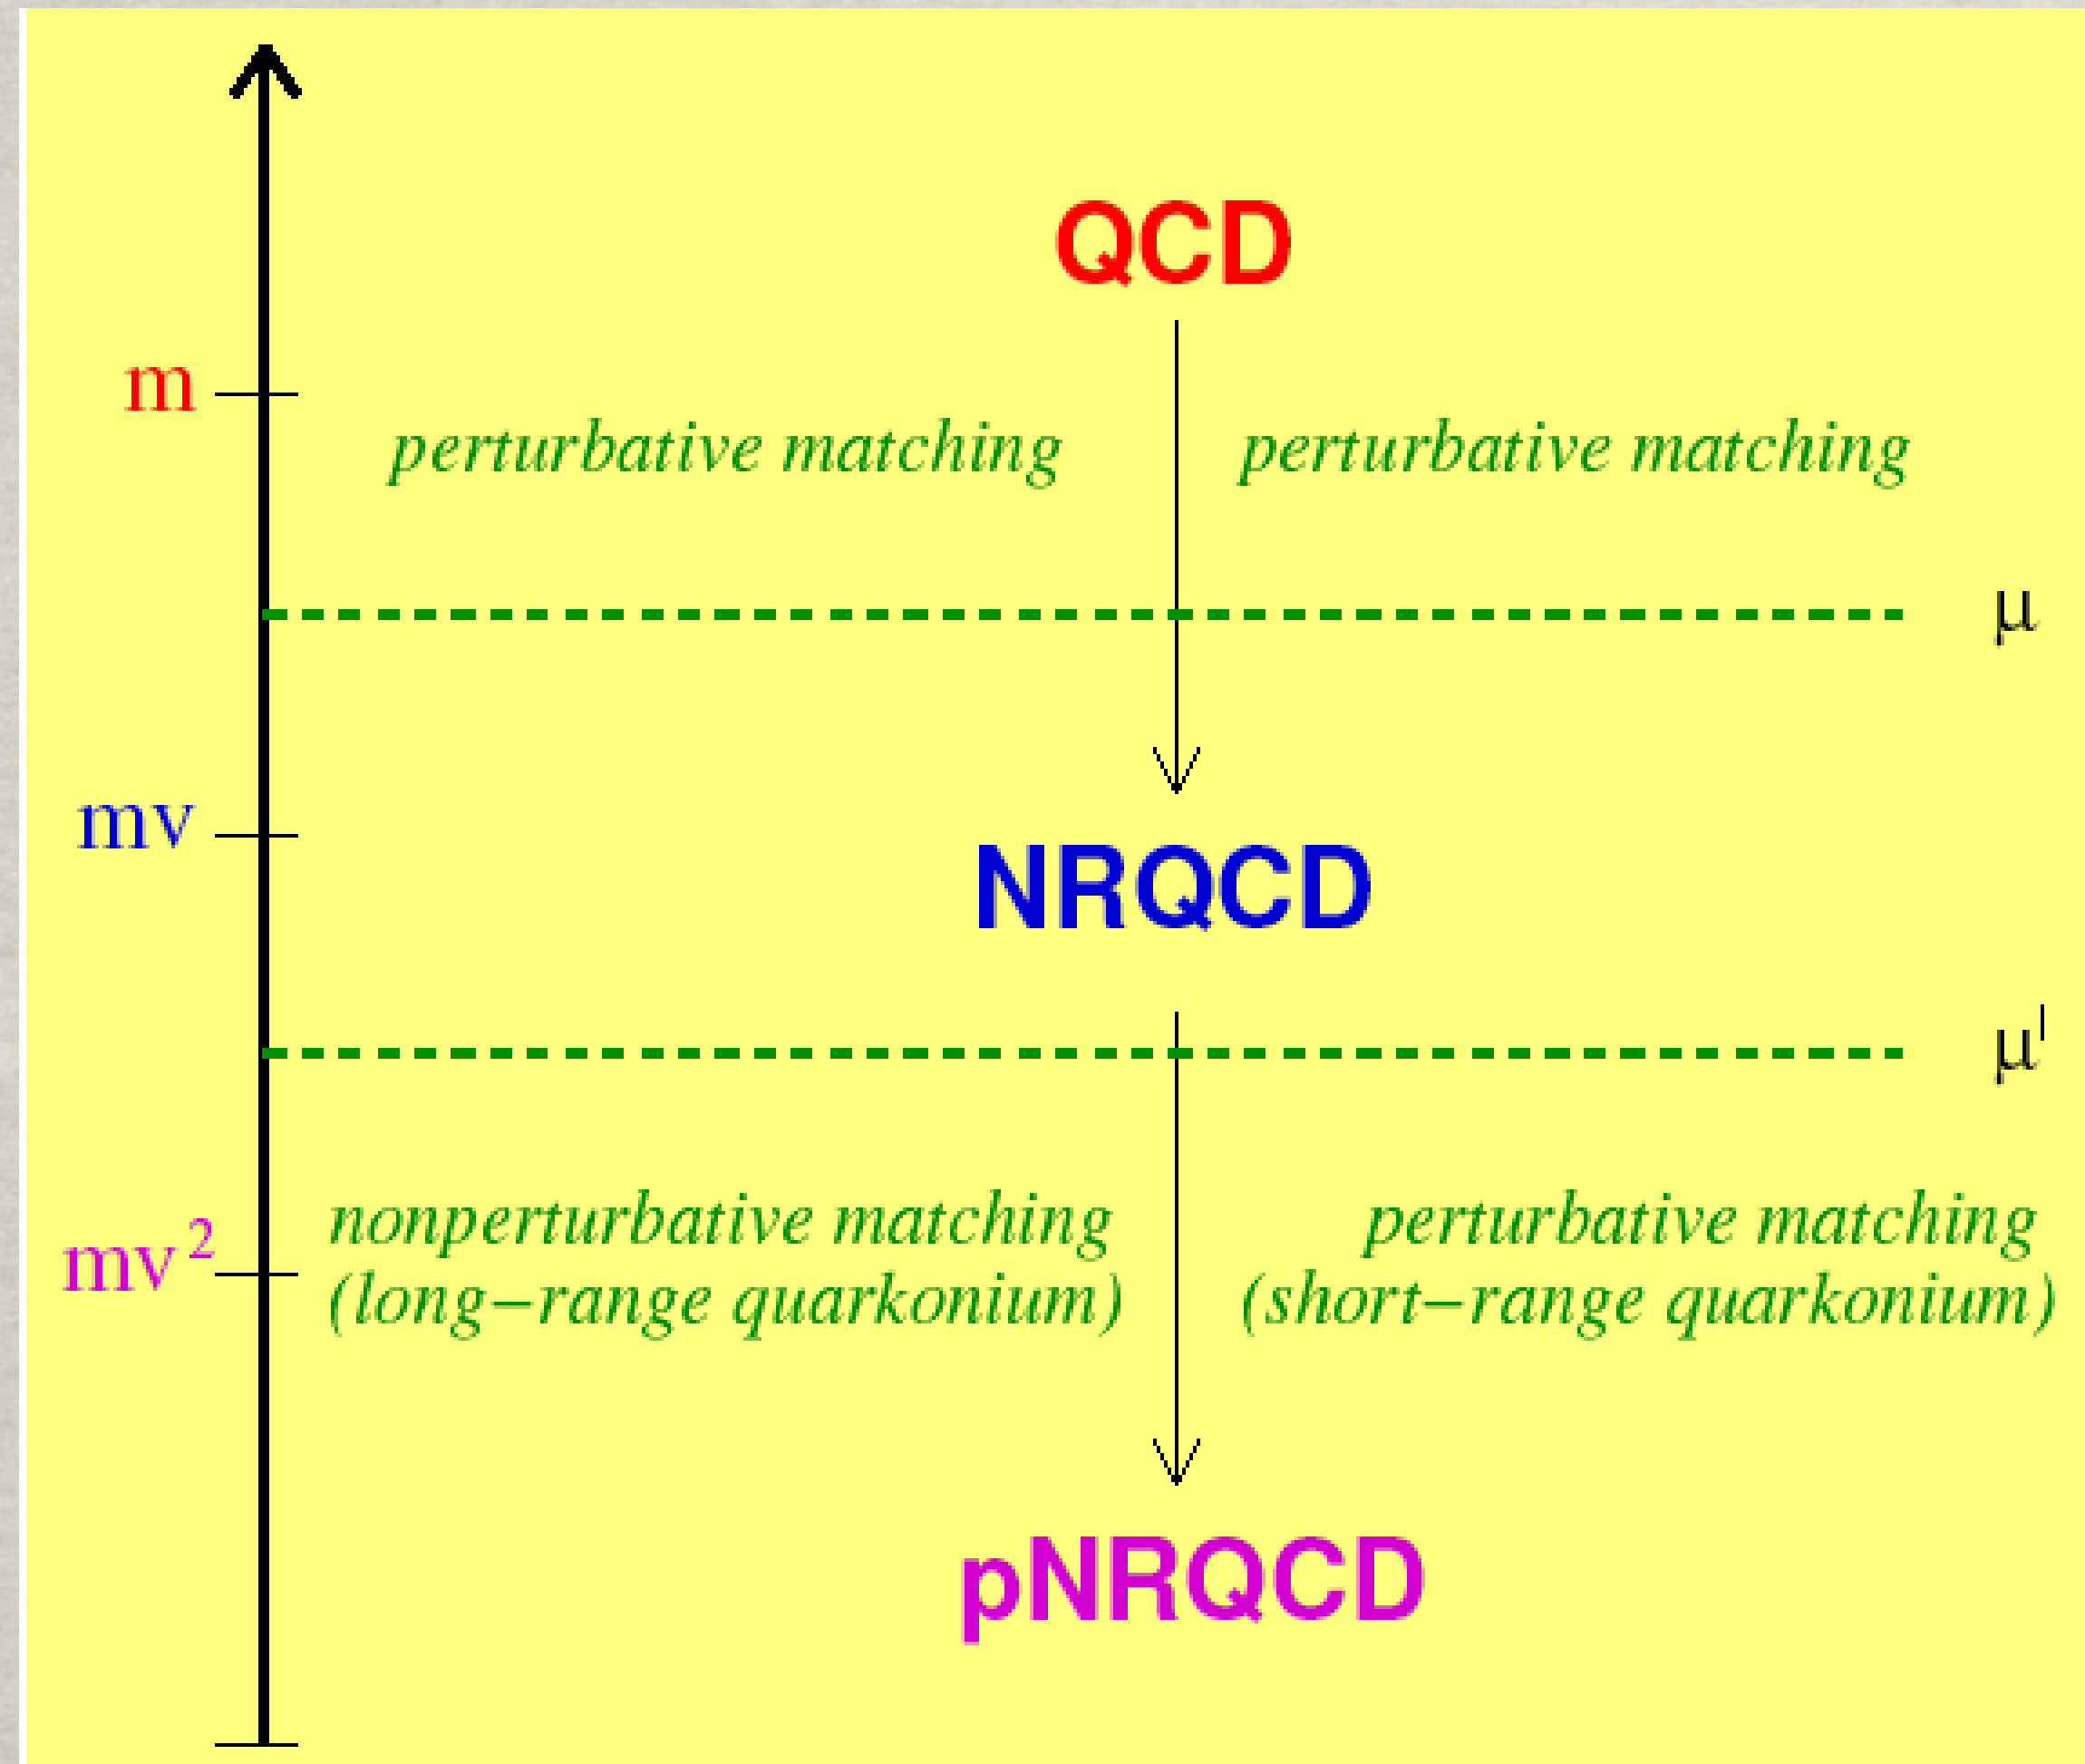 QCD
m
perturbative matching perturbative matching
μ
mv
NRQCD
μ'
nonperturbative matching perturbative matching
mv²
(long–range quarkonium) (short–range quarkonium)
pNRQCD